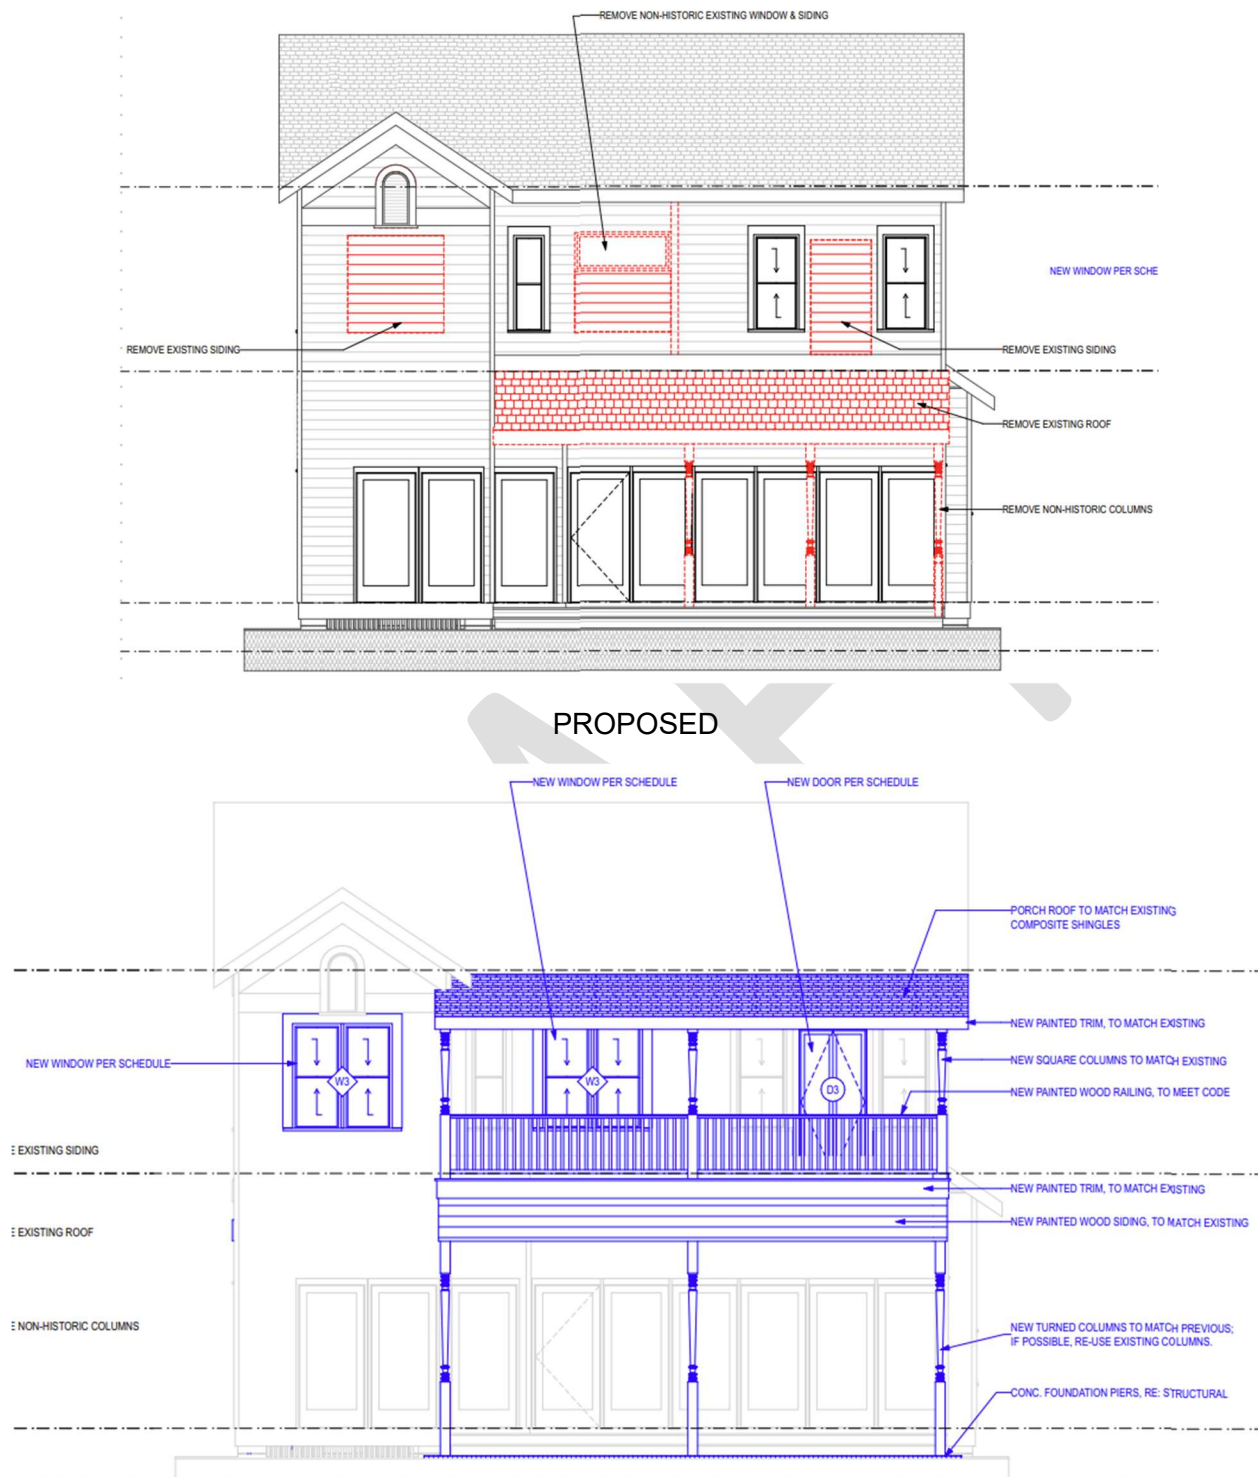 REMOVE NON-HISTORIC EXISTING WINDOW & SIDING
NEW WINDOW PER SCHE
REMOVE EXISTING SIDING
REMOVE EXISTING SIDING
REMOVE EXISTING ROOF
REMOVE NON-HISTORIC COLUMNS
PROPOSED
NEW WINDOW PER SCHEDULE
NEW DOOR PER SCHEDULE
PORCH ROOF TO MATCH EXISTING
COMPOSITE SHINGLES
NEW PAINTED TRIM, TO MATCH EXISTING
NEW WINDOW PER SCHEDULE
NEW SQUARE COLUMNS TO MATCH EXISTING
W3
W3
D3
NEW PAINTED WOOD RAILING, TO MEET CODE
E EXISTING SIDING
NEW PAINTED TRIM, TO MATCH EXISTING
NEW PAINTED WOOD SIDING, TO MATCH EXISTING
E EXISTING ROOF
E NON-HISTORIC COLUMNS
NEW TURNED COLUMNS TO MATCH PREVIOUS;
IF POSSIBLE, RE-USE EXISTING COLUMNS.
CONC. FOUNDATION PIERS, RE: STRUCTURAL